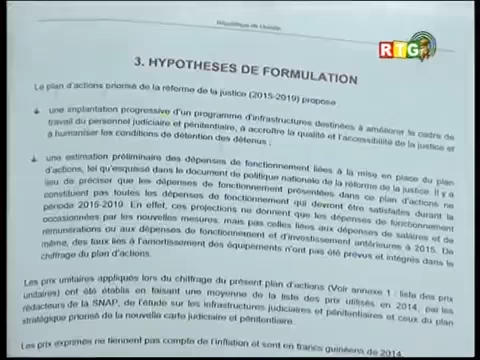 République de Guinée
RTG
3. HYPOTHESES DE FORMULATION
Le plan d'actions priorisé de la réforme de la justice (2015-2019) propose
une implantation progressive d'un programme d'infrastructures destinées à améliorer le cadre de
travail du personnel judiciaire et pénitentiaire, à accroître la qualité et l'accessibilité de la justice et
à humaniser les conditions de détention des détenus ;
une estimation préliminaire des dépenses de fonctionnement liées à la mise en place du plan
d'actions, tel qu'esquissé dans le document de politique nationale de la réforme de la justice. Il y a
lieu de préciser que les dépenses de fonctionnement présentées dans ce plan d'actions ne
constituent pas toutes les dépenses de fonctionnement qui devront être satisfaites durant la
période 2015-2019. En effet, ces projections ne donnent que les dépenses de fonctionnement
occasionnées par les nouvelles mesures, mais pas celles liées aux dépenses de salaires et de
rémunérations ou aux dépenses de fonctionnement et d'investissement antérieures à 2015. De
même, des faux liés à l'amortissement des équipements n'ont pas été prévus et intégrés dans le
chiffrage du plan d'actions.
Les prix unitaires appliqués lors du chiffrage du présent plan d'actions (Voir annexe 1 : liste des prix
unitaires) ont été établis en faisant une moyenne de la liste des prix utilisés en 2014, par les
rédacteurs de la SNAP, de l'étude sur les infrastructures judiciaires et pénitentiaires et ceux du plan
stratégique priorisé de la nouvelle carte judiciaire et pénitentiaire.
Les prix exprimés ne tiennent pas compte de l'inflation et sont en francs guinéens de 2014.